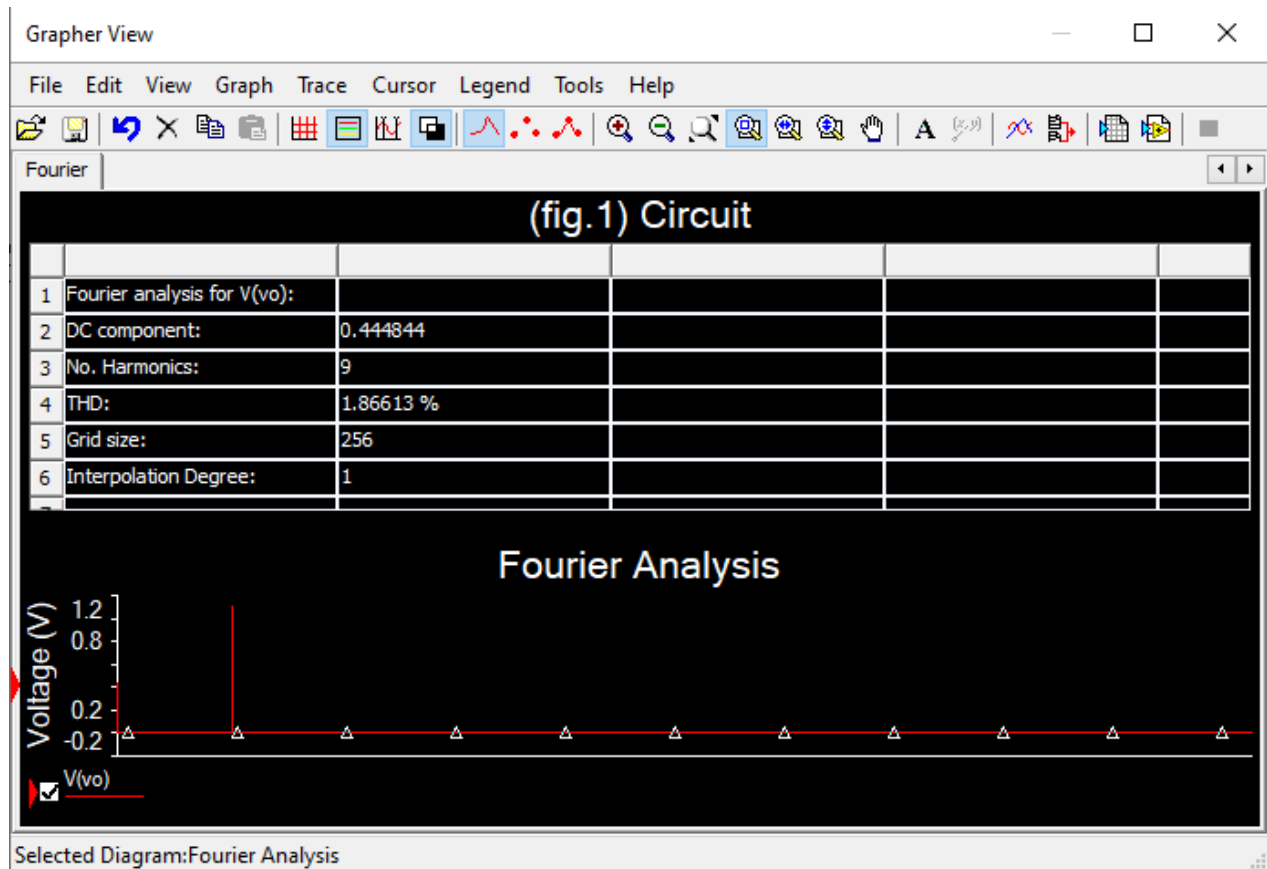 Grapher View
File Edit View Graph Trace Cursor Legend Tools Help
A (x,y)
Fourier
(fig.1) Circuit
1 Fourier analysis for V(vo):
2 DC component: 0.444844
3 No. Harmonics: 9
4 THD: 1.86613 %
5 Grid size: 256
6 Interpolation Degree: 1
Fourier Analysis
Voltage (V)
1.2
0.8
0.2
-0.2
V(vo)
Selected Diagram:Fourier Analysis